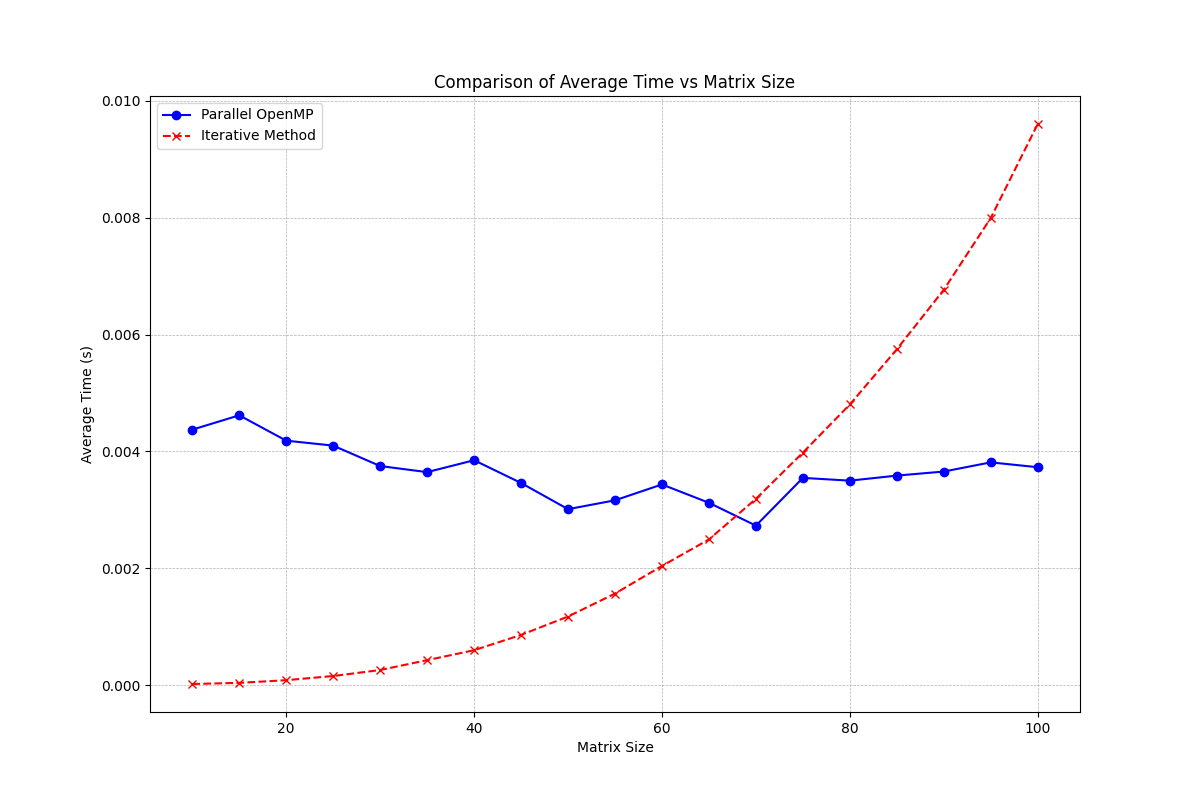 Comparison of Average Time vs Matrix Size
Parallel OpenMP
Iterative Method
0.010
0.008
0.006
0.004
0.002
0.000
Average Time (s)
20 40 60 80 100
Matrix Size